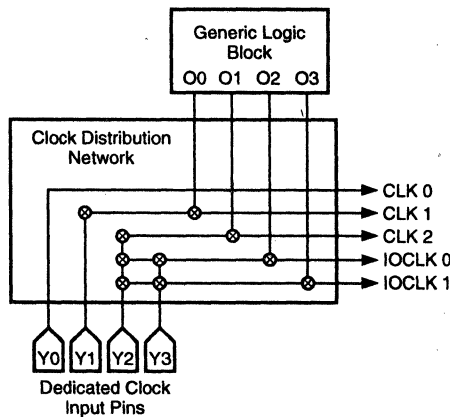 Generic Logic
Block
O0 O1 O2 O3
Clock Distribution
Network
CLK 0
CLK 1
CLK 2
IOCLK 0
IOCLK 1
Y0 Y1 Y2 Y3
Dedicated Clock
Input Pins